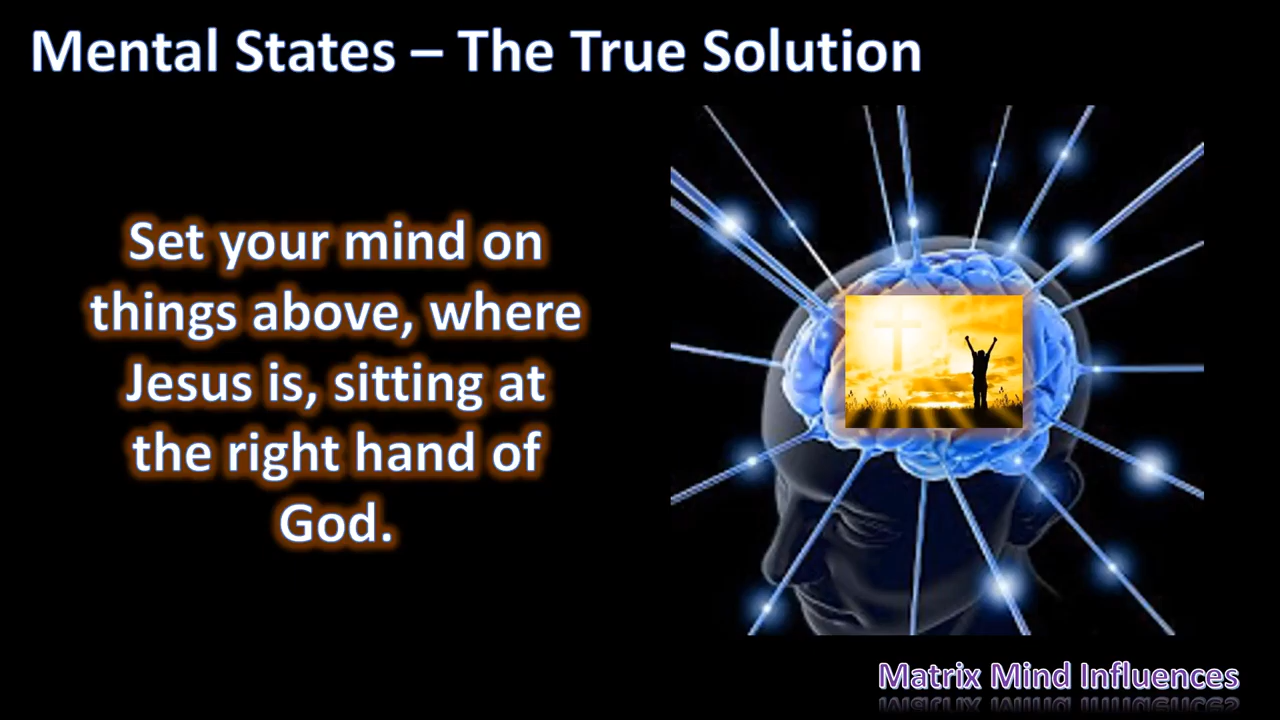 Mental States – The True Solution
Set your mind on
things above, where
Jesus is, sitting at
the right hand of
God.
Matrix Mind Influences